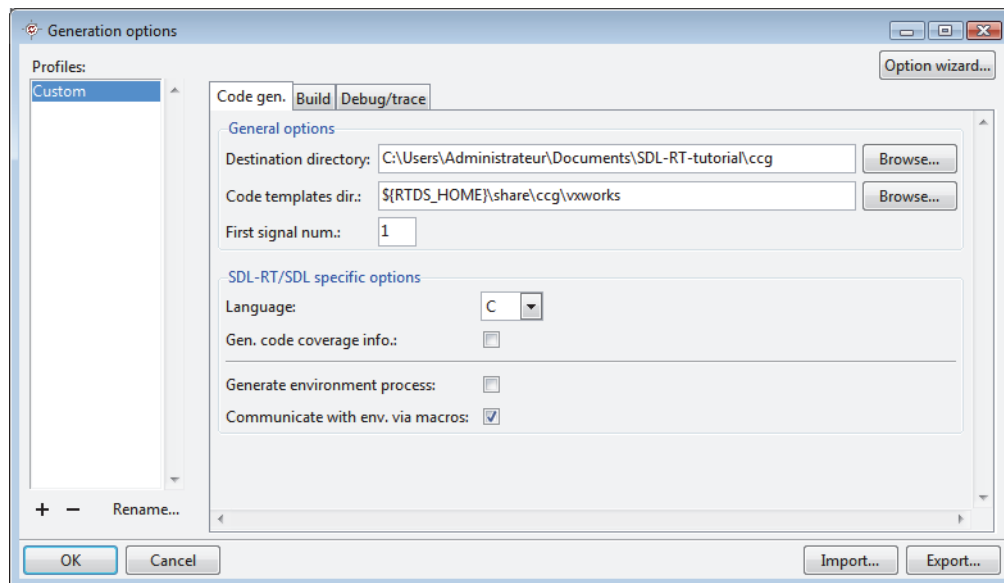 Generation options
Profiles:
Option wizard...
Custom
Code gen. Build Debug/trace
General options
Destination directory: C:\Users\Administrateur\Documents\SDL-RT-tutorial\ccg Browse...
Code templates dir.: ${RTDS_HOME}\share\ccg\vxworks Browse...
First signal num.: 1
SDL-RT/SDL specific options
Language: C
Gen. code coverage info.:
Generate environment process:
Communicate with env. via macros:
+ − Rename...
OK Cancel Import... Export...